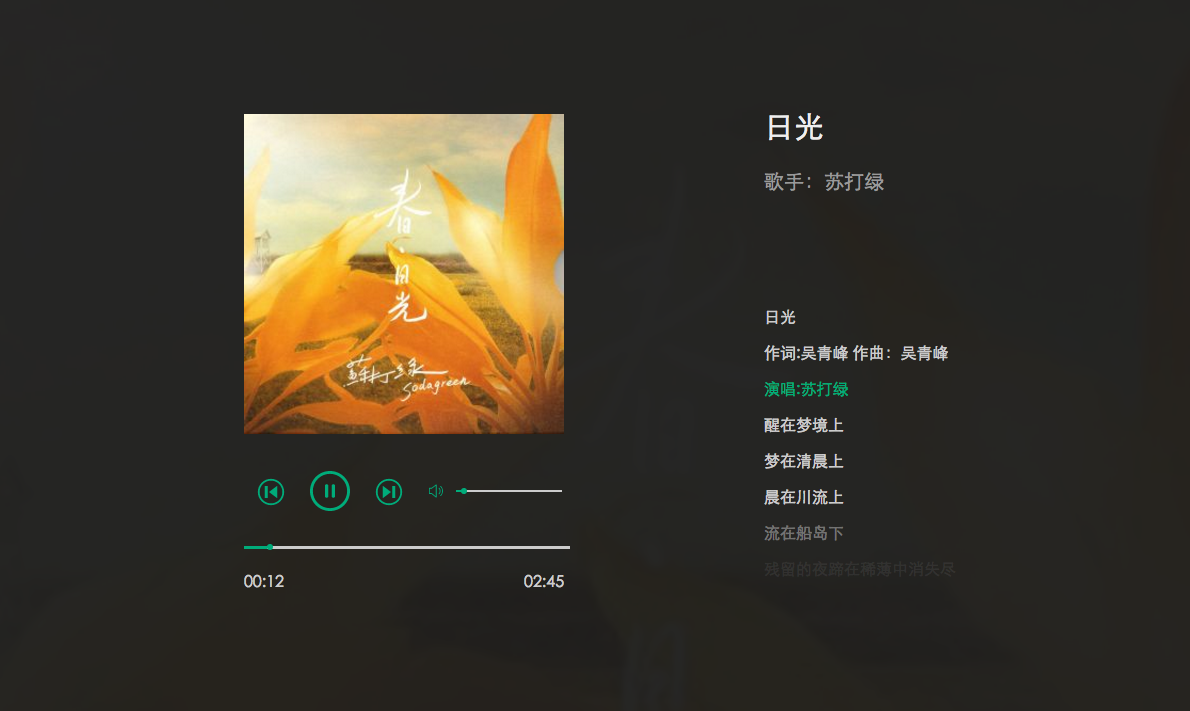 春·日光
蘇打綠
sodagreen
00:12
02:45
日光
歌手：苏打绿
日光
作词:吴青峰 作曲：吴青峰
演唱:苏打绿
醒在梦境上
梦在清晨上
晨在川流上
流在船岛下
残留的夜蹄在稀薄中消失尽